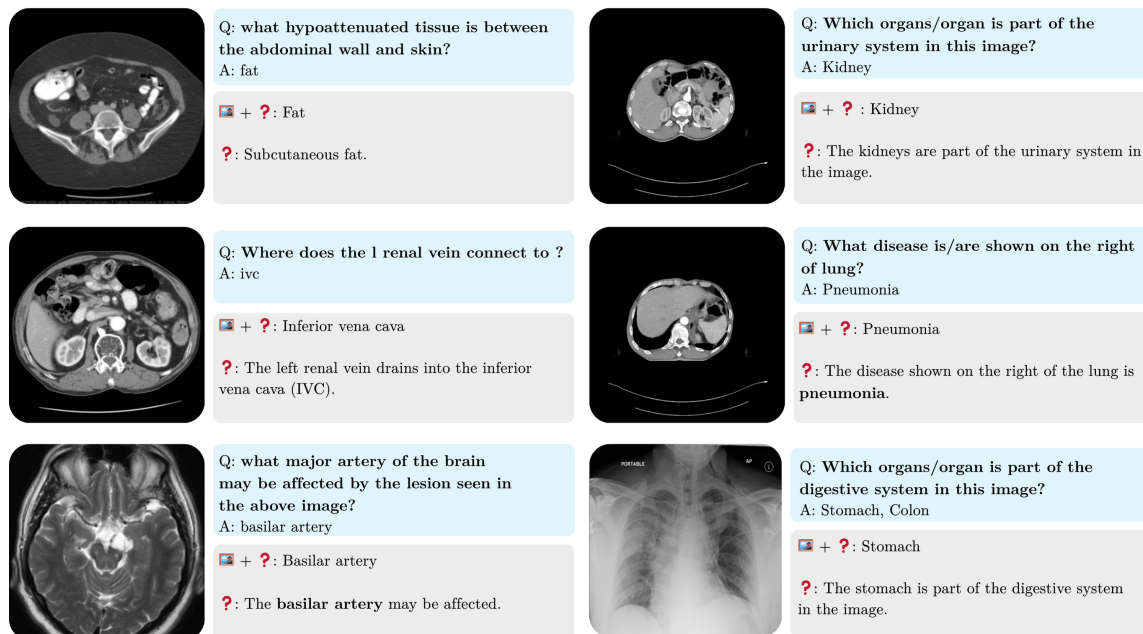 Q: what hypoattenuated tissue is between
the abdominal wall and skin?
A: fat
+ ?: Fat
?: Subcutaneous fat.
Q: Which organs/organ is part of the
urinary system in this image?
A: Kidney
+ ? : Kidney
?: The kidneys are part of the urinary system in
the image.
Q: Where does the l renal vein connect to ?
A: ivc
+ ?: Inferior vena cava
?: The left renal vein drains into the inferior
vena cava (IVC).
Q: What disease is/are shown on the right
of lung?
A: Pneumonia
+ ?: Pneumonia
?: The disease shown on the right of the lung is
pneumonia.
Q: what major artery of the brain
may be affected by the lesion seen in
the above image?
A: basilar artery
+ ?: Basilar artery
?: The basilar artery may be affected.
PORTABLE
AP
Q: Which organs/organ is part of the
digestive system in this image?
A: Stomach, Colon
+ ?: Stomach
?: The stomach is part of the digestive system
in the image.